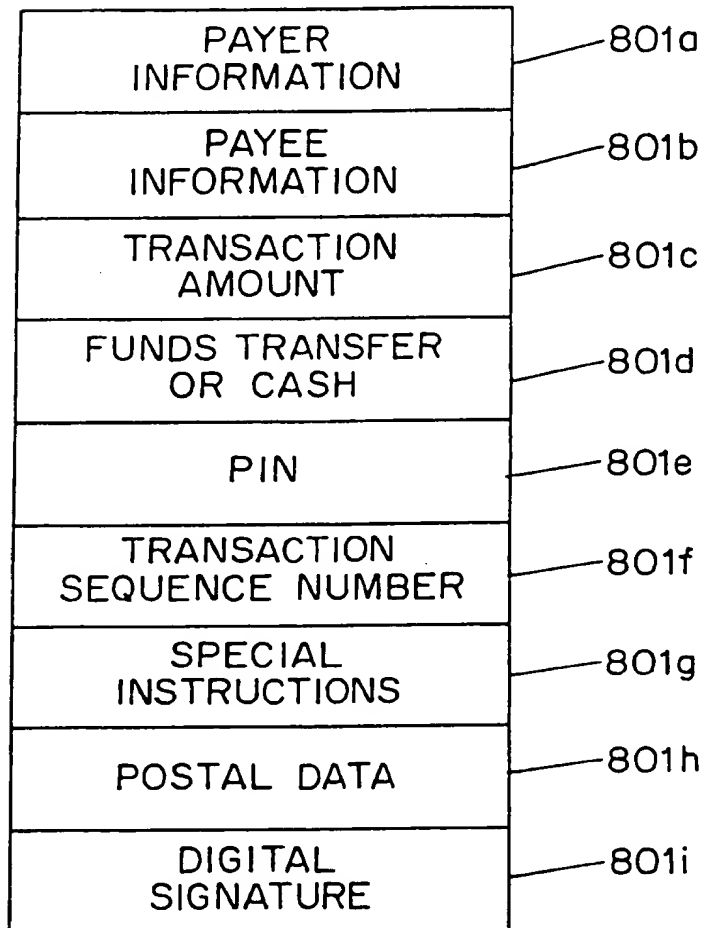 PAYER
INFORMATION
801a
PAYEE
INFORMATION
801b
TRANSACTION
AMOUNT
801c
FUNDS TRANSFER
OR CASH
801d
PIN
801e
TRANSACTION
SEQUENCE NUMBER
801f
SPECIAL
INSTRUCTIONS
801g
POSTAL DATA
801h
DIGITAL
SIGNATURE
801i